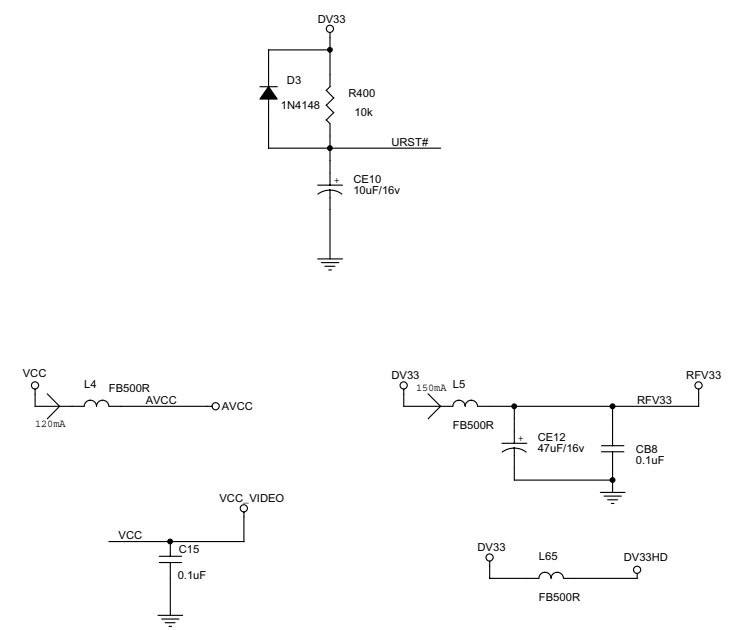 DV33
D3
1N4148
R400
10k
URST#
+
CE10
10uF/16v
VCC
L4
FB500R
AVCC
AVCC
120mA
DV33
150mA
L5
FB500R
RFV33
RFV33
+
CE12
47uF/16v
CB8
0.1uF
VCC_VIDEO
VCC
C15
0.1uF
DV33
L65
FB500R
DV33HD